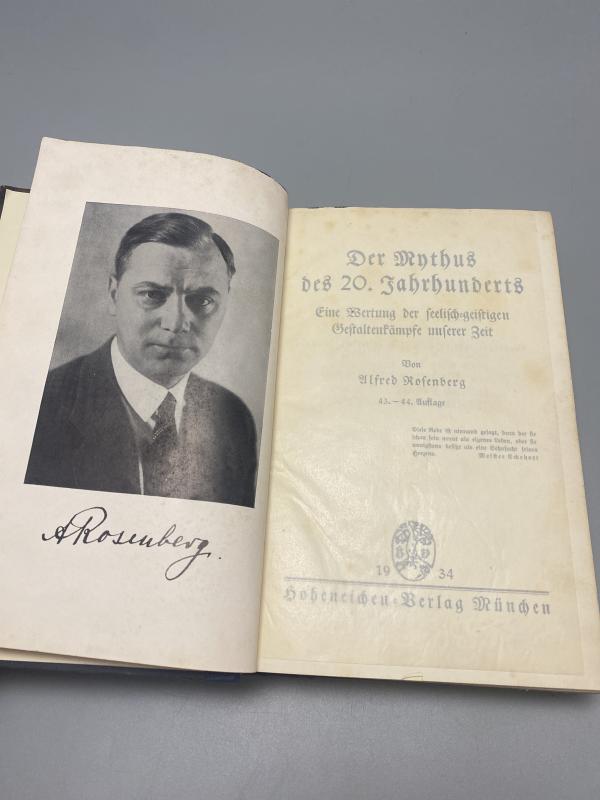 A Rosenberg.
Der Mythus
des 20. Jahrhunderts
Eine Wertung der seelisch-geistigen
Gestaltenkämpfe unserer Zeit
Von
Alfred Rosenberg
43.–44. Auflage
Diese Rede ist niemand gesagt, denn der sie
schon sein nennt als eigenes Leben, oder sie
wenigstens besitzt als eine Sehnsucht seines
Herzens. Meister Eckehart
19 34
Hoheneichen-Verlag München